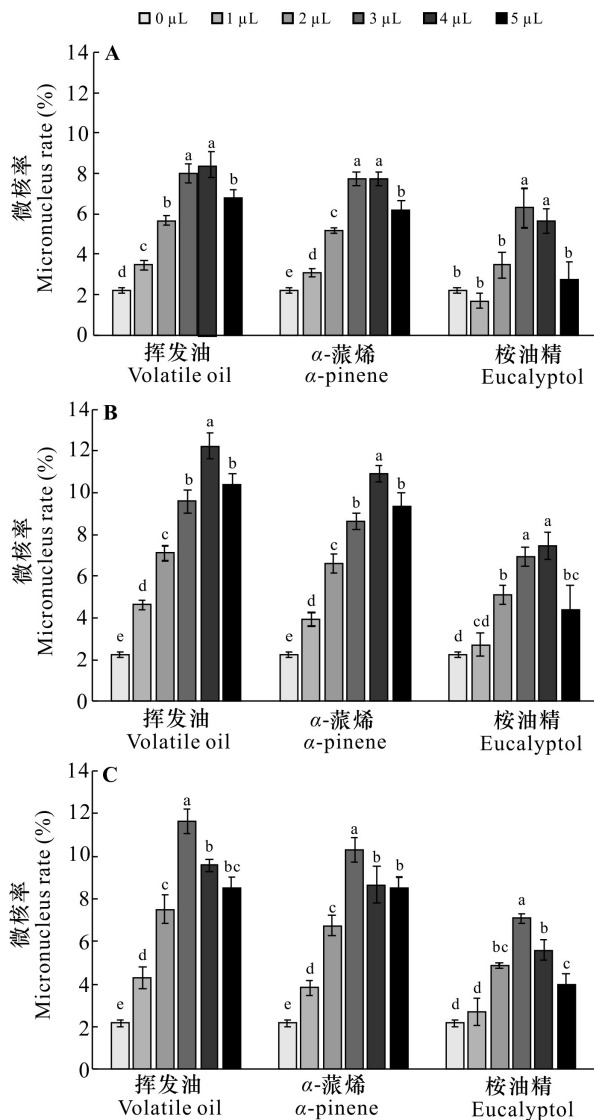 0 µL 1 µL 2 µL 3 µL 4 µL 5 µL
A
微核率
Micronucleus rate (%)
14
12
10
8
6
4
2
0
d c b a a b
e d c a a b
b b b a a b
挥发油 α-蒎烯 桉油精
Volatile oil α-pinene Eucalyptol
B
微核率
Micronucleus rate (%)
14
12
10
8
6
4
2
0
e d c b a b
e d c b a b
d cd b a a bc
挥发油 α-蒎烯 桉油精
Volatile oil α-pinene Eucalyptol
C
微核率
Micronucleus rate (%)
14
12
10
8
6
4
2
0
e d c a b bc
e d c a b b
d d bc a b c
挥发油 α-蒎烯 桉油精
Volatile oil α-pinene Eucalyptol